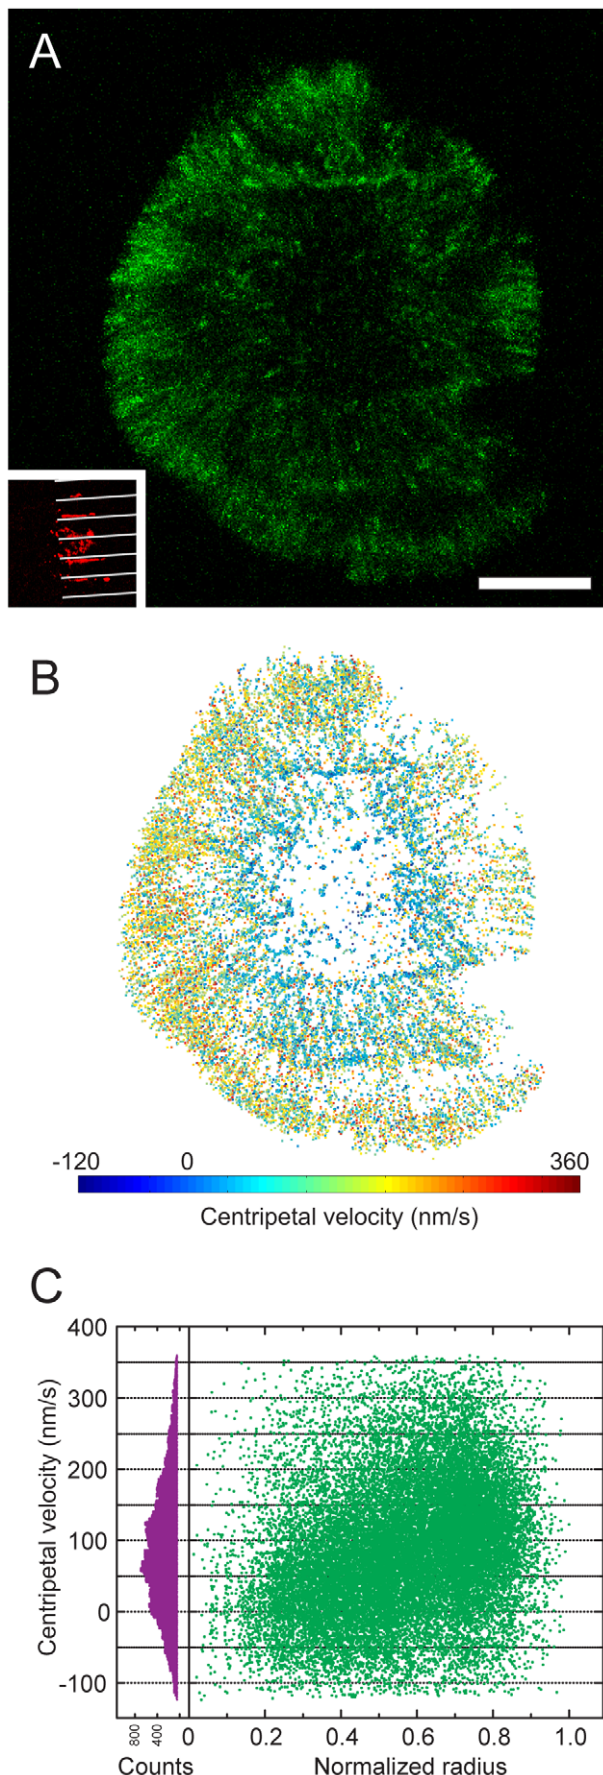 A
B
-120 0 360
Centripetal velocity (nm/s)
C
400
300
200
100
0
-100
Centripetal velocity (nm/s)
800 400 0 0.2 0.4 0.6 0.8 1.0
Counts Normalized radius